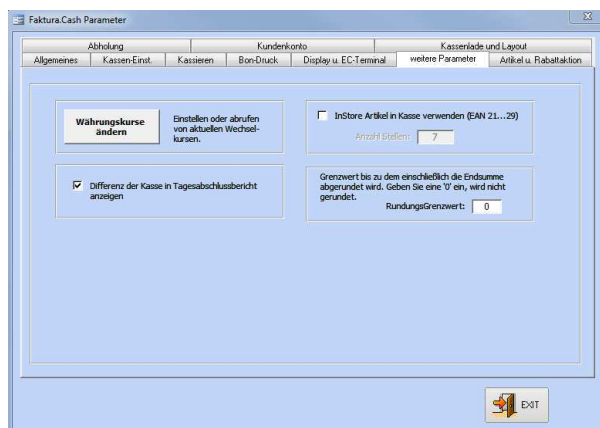 Faktura.Cash Parameter
Abholung
Kundenkonto
Kassenlade und Layout
Allgemeines
Kassen-Einst.
Kassieren
Bon-Druck
Display u. EC-Terminal
weitere Parameter
Artikel u. Rabattaktion
Währungskurse
ändern
Einstellen oder abrufen
von aktuellen Wechsel-
kursen.
InStore Artikel in Kasse verwenden (EAN 21...29)
Anzahl Stellen: 7
Differenz der Kasse in Tagesabschlussbericht
anzeigen
Grenzwert bis zu dem einschließlich die Endsumme
abgerundet wird. Geben Sie eine '0' ein, wird nicht
gerundet.
RundungsGrenzwert: 0
EXIT